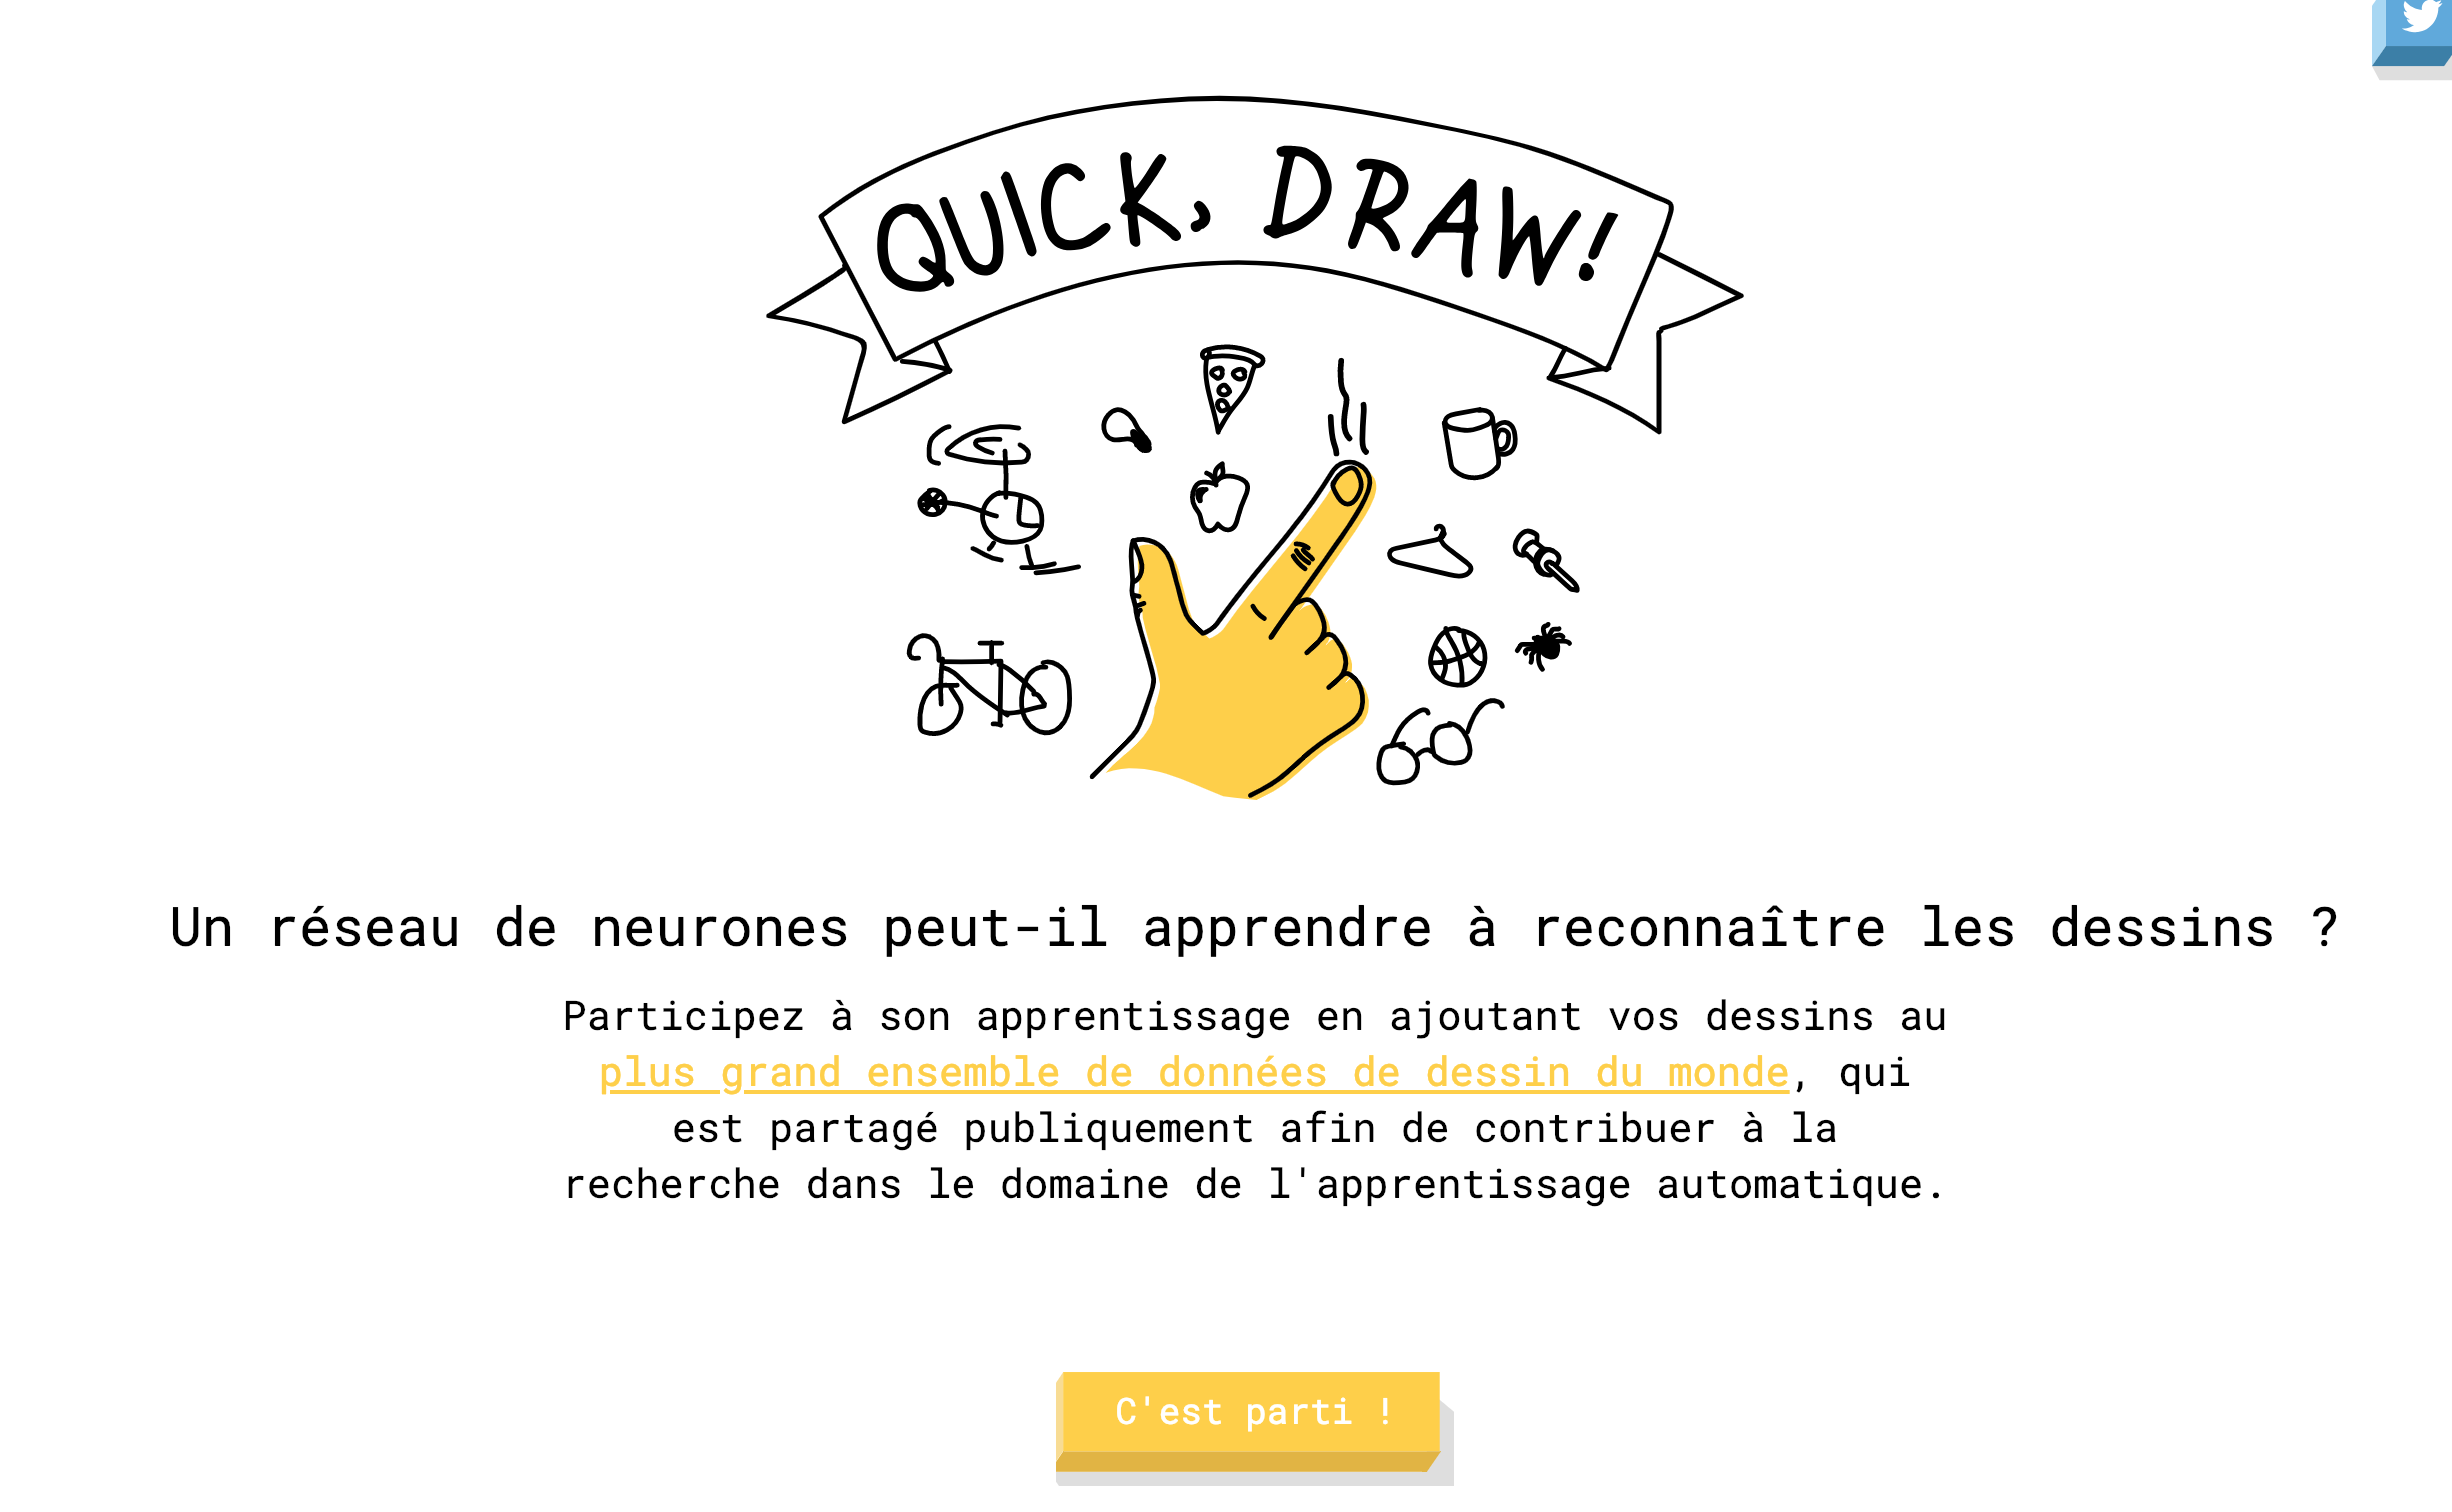 QUICK, DRAW!
Un réseau de neurones peut-il apprendre à reconnaître les dessins ?
Participez à son apprentissage en ajoutant vos dessins au
plus grand ensemble de données de dessin du monde, qui
est partagé publiquement afin de contribuer à la
recherche dans le domaine de l'apprentissage automatique.
C'est parti !